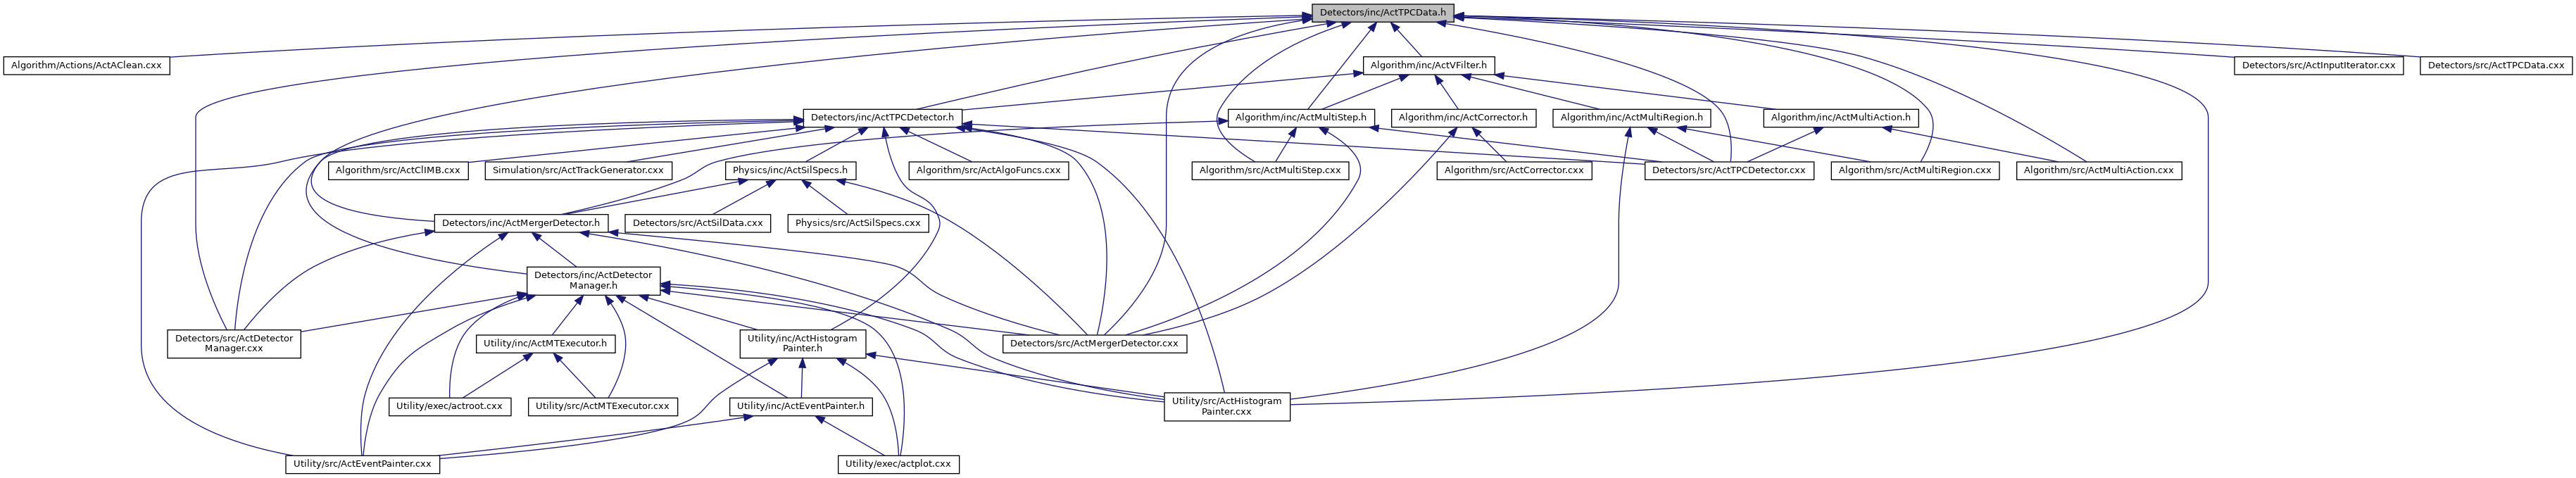 Detectors/inc/ActTPCData.h
Algorithm/Actions/ActAClean.cxx
Algorithm/inc/ActVFilter.h
Detectors/src/ActInputIterator.cxx
Detectors/src/ActTPCData.cxx
Detectors/inc/ActTPCDetector.h
Algorithm/inc/ActMultiStep.h
Algorithm/inc/ActCorrector.h
Algorithm/inc/ActMultiRegion.h
Algorithm/inc/ActMultiAction.h
Algorithm/src/ActClIMB.cxx
Simulation/src/ActTrackGenerator.cxx
Physics/inc/ActSilSpecs.h
Algorithm/src/ActAlgoFuncs.cxx
Algorithm/src/ActMultiStep.cxx
Algorithm/src/ActCorrector.cxx
Detectors/src/ActTPCDetector.cxx
Algorithm/src/ActMultiRegion.cxx
Algorithm/src/ActMultiAction.cxx
Detectors/inc/ActMergerDetector.h
Detectors/src/ActSilData.cxx
Physics/src/ActSilSpecs.cxx
Detectors/inc/ActDetector
Manager.h
Detectors/src/ActDetector
Manager.cxx
Utility/inc/ActMTExecutor.h
Utility/inc/ActHistogram
Painter.h
Detectors/src/ActMergerDetector.cxx
Utility/exec/actroot.cxx
Utility/src/ActMTExecutor.cxx
Utility/inc/ActEventPainter.h
Utility/src/ActHistogram
Painter.cxx
Utility/src/ActEventPainter.cxx
Utility/exec/actplot.cxx